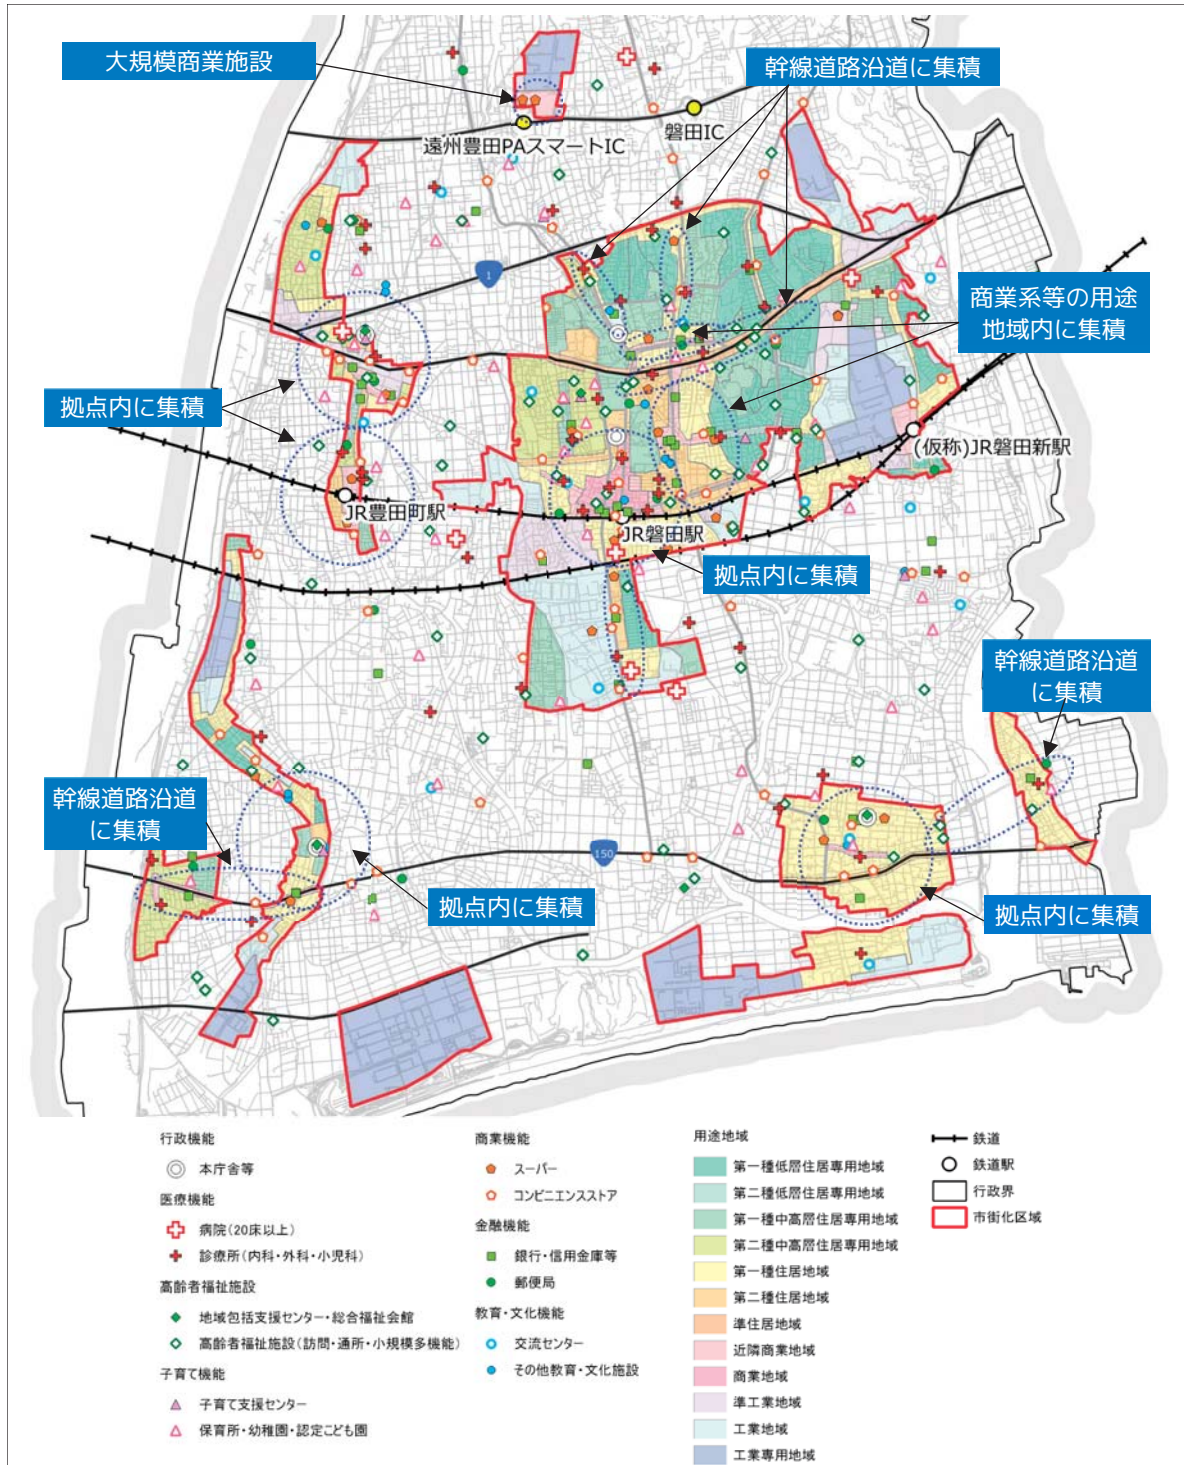 大規模商業施設
幹線道路沿道に集積
遠州豊田PAスマートIC
磐田IC
1
商業系等の用途
地域内に集積
拠点内に集積
(仮称)JR磐田新駅
JR豊田町駅
JR磐田駅
拠点内に集積
幹線道路沿道
に集積
幹線道路沿道
に集積
150
拠点内に集積
拠点内に集積
行政機能
本庁舎等
医療機能
病院(20床以上)
診療所(内科・外科・小児科)
高齢者福祉施設
地域包括支援センター・総合福祉会館
高齢者福祉施設(訪問・通所・小規模多機能)
子育て機能
子育て支援センター
保育所・幼稚園・認定こども園
商業機能
スーパー
コンビニエンスストア
金融機能
銀行・信用金庫等
郵便局
教育・文化機能
交流センター
その他教育・文化施設
用途地域
第一種低層住居専用地域
第二種低層住居専用地域
第一種中高層住居専用地域
第二種中高層住居専用地域
第一種住居地域
第二種住居地域
準住居地域
近隣商業地域
商業地域
準工業地域
工業地域
工業専用地域
鉄道
鉄道駅
行政界
市街化区域